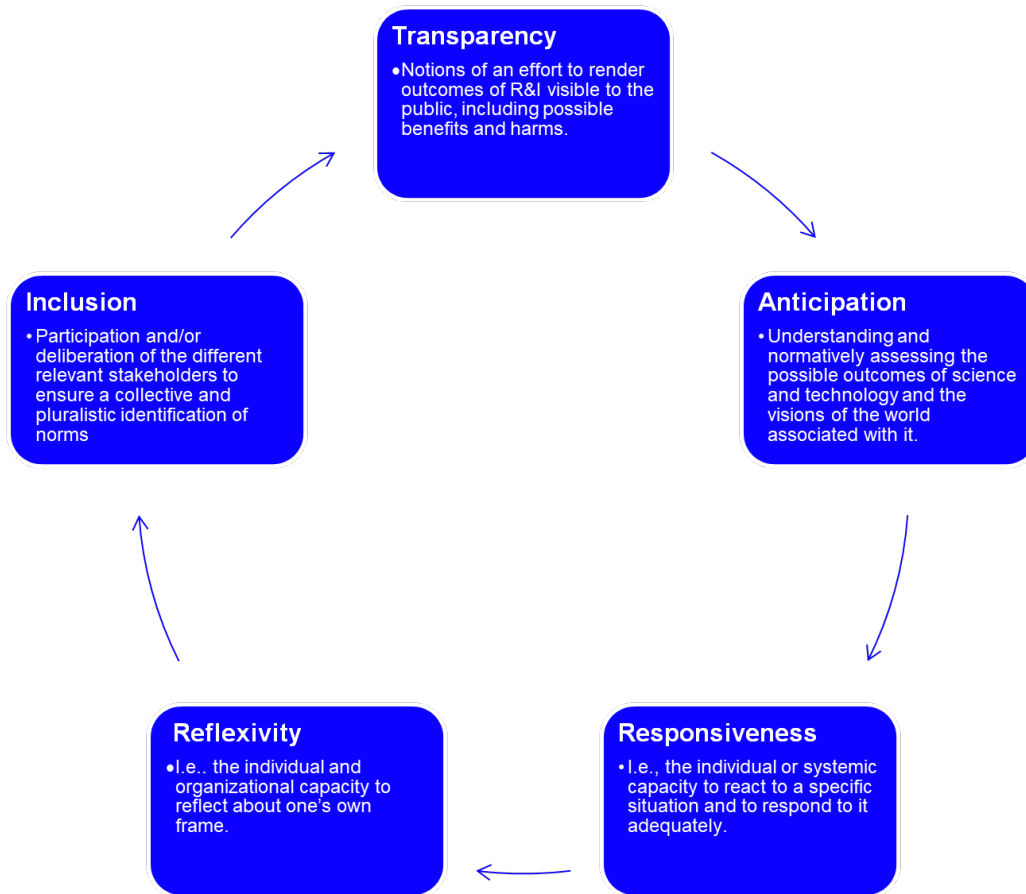 Transparency
•Notions of an effort to render
outcomes of R&I visible to the
public, including possible
benefits and harms.
Anticipation
• Understanding and
normatively assessing the
possible outcomes of science
and technology and the
visions of the world
associated with it.
Responsiveness
• I.e., the individual or systemic
capacity to react to a specific
situation and to respond to it
adequately.
Reflexivity
•I.e.. the individual and
organizational capacity to
reflect about one’s own
frame.
Inclusion
• Participation and/or
deliberation of the different
relevant stakeholders to
ensure a collective and
pluralistic identification of
norms